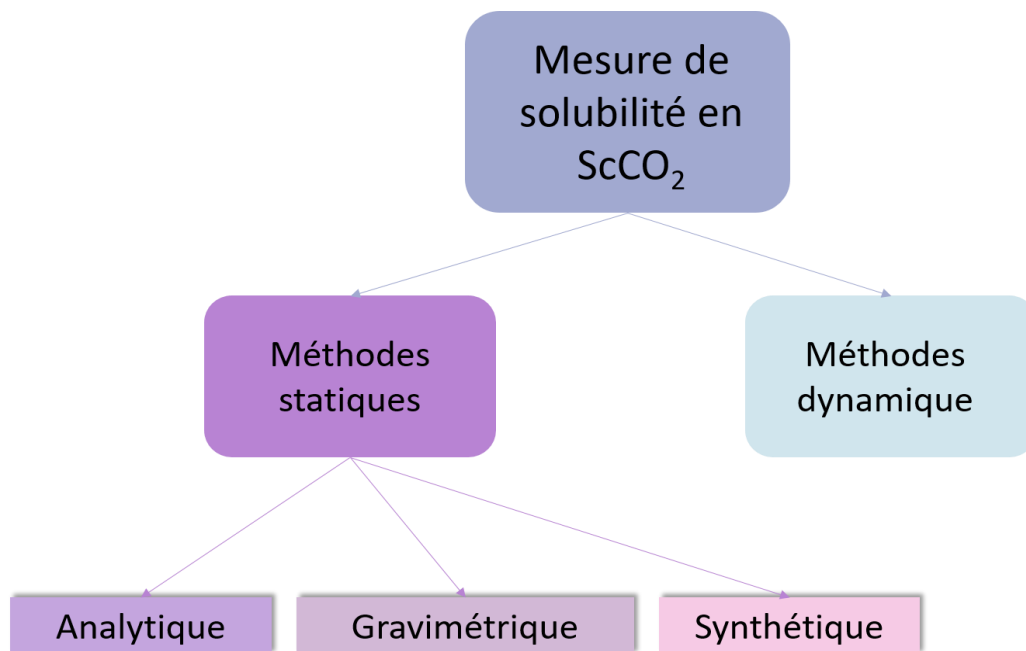 Mesure de
solubilité en
ScCO₂
Méthodes
statiques
Méthodes
dynamique
Analytique
Gravimétrique
Synthétique